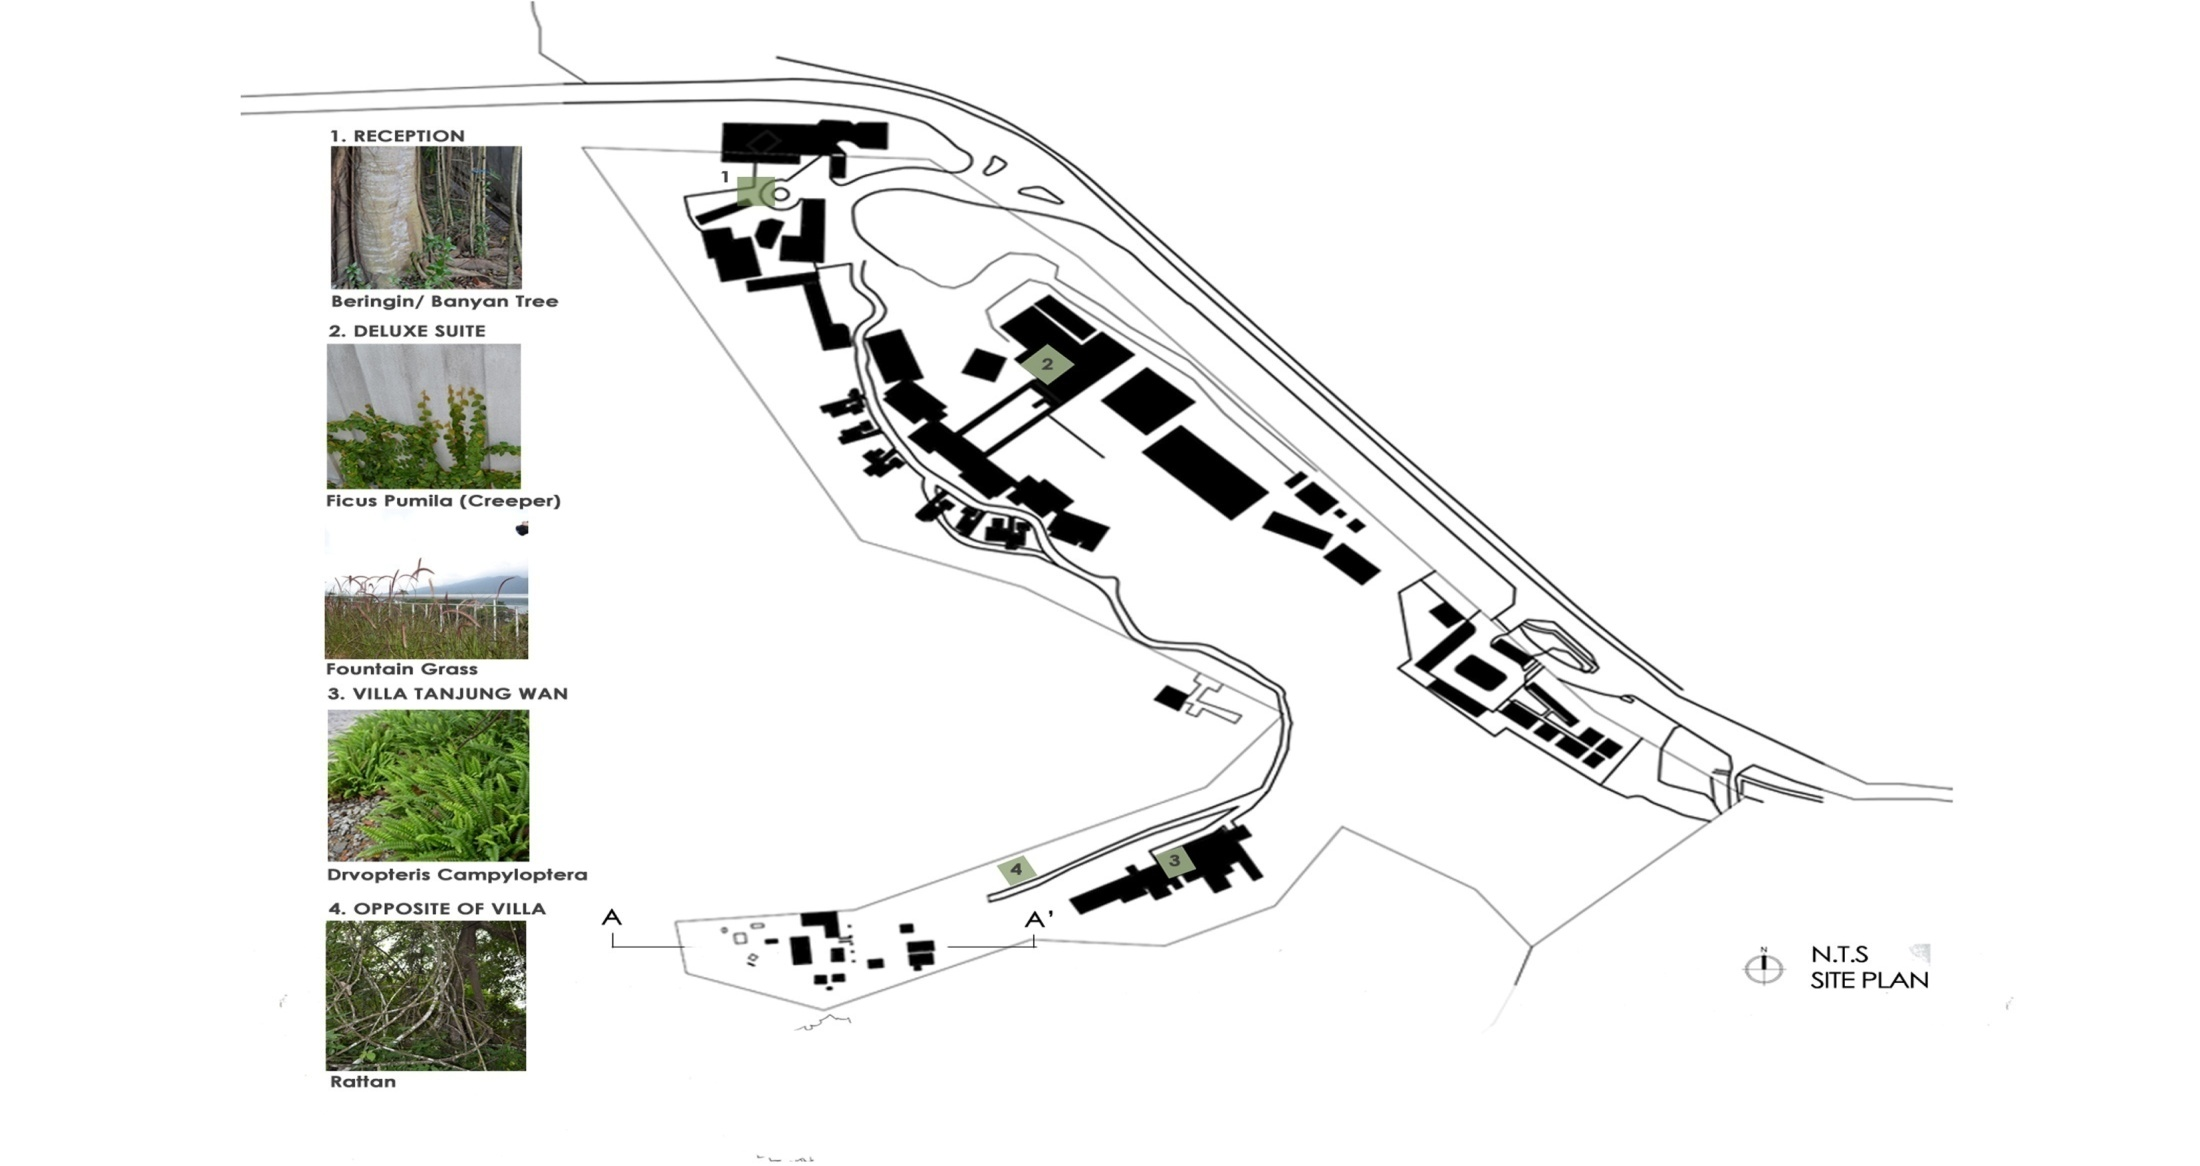 1. RECEPTION
Beringin/ Banyan Tree
2. DELUXE SUITE
Ficus Pumila (Creeper)
Fountain Grass
3. VILLA TANJUNG WAN
Drvopteris Campyloptera
4. OPPOSITE OF VILLA
Rattan
1
2
3
4
A
A'
N
N.T.S
SITE PLAN